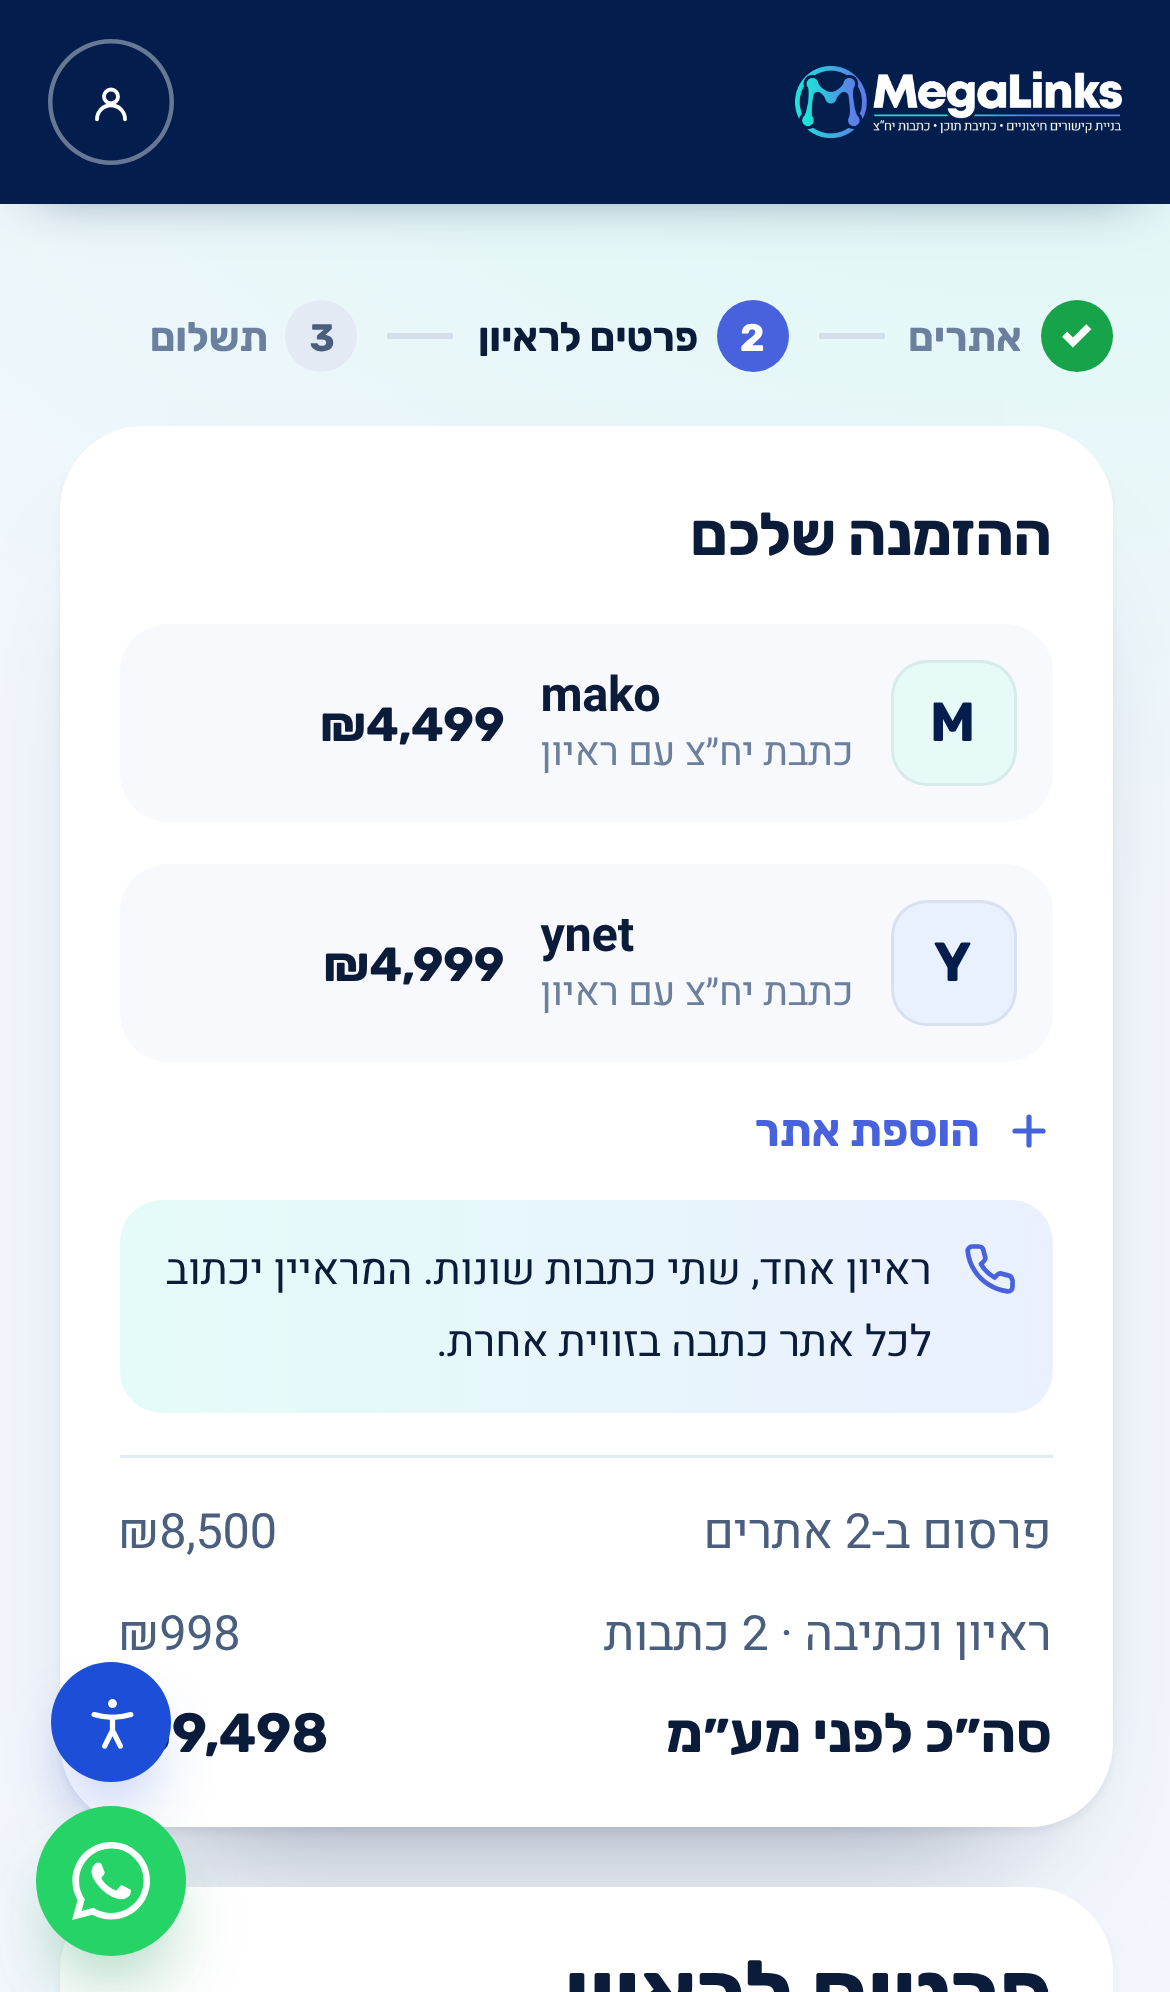 MegaLinks
בניית קישורים חיצוניים • כתיבת תוכן • כתבות יח״צ
אתרים
2 פרטים לראיון
3 תשלום
ההזמנה שלכם
M
mako
כתבת יח״צ עם ראיון
₪4,499
Y
ynet
כתבת יח״צ עם ראיון
₪4,999
+ הוספת אתר
ראיון אחד, שתי כתבות שונות. המראיין יכתוב
לכל אתר כתבה בזווית אחרת.
פרסום ב-2 אתרים ₪8,500
ראיון וכתיבה · 2 כתבות ₪998
סה״כ לפני מע״מ 9,498
פרטים לראיון